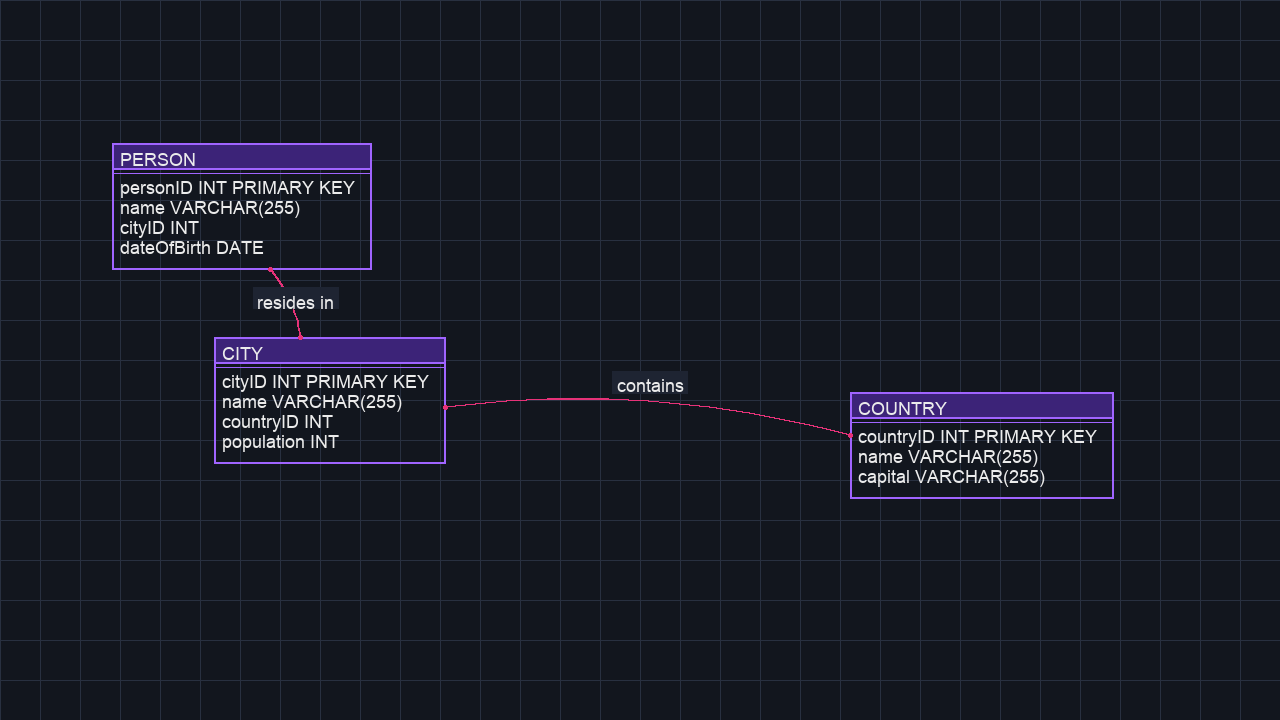 PERSON
personID INT PRIMARY KEY
name VARCHAR(255)
cityID INT
dateOfBirth DATE
resides in
CITY
cityID INT PRIMARY KEY
name VARCHAR(255)
countryID INT
population INT
contains
COUNTRY
countryID INT PRIMARY KEY
name VARCHAR(255)
capital VARCHAR(255)